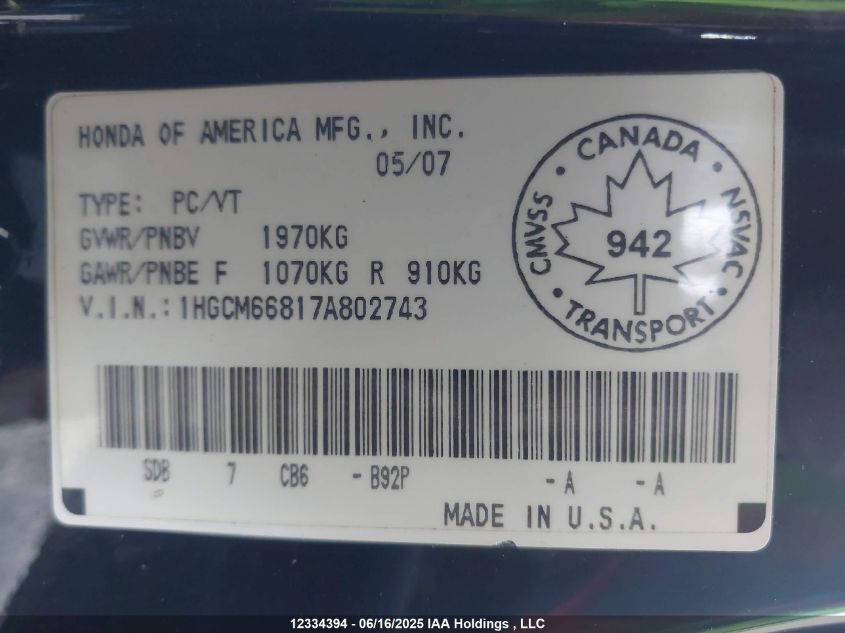 HONDA OF AMERICA MFG., INC.
05/07
TYPE: PC/VT
GVWR/PNBV 1970KG
GAWR/PNBE F 1070KG R 910KG
V.I.N.: 1HGCM66817A802743
CANADA
CMVSS
942
NSVAC
TRANSPORT
SDB 7 CB6 -B92P -A -A
MADE IN U.S.A.
12334394 - 06/16/2025 IAA Holdings , LLC